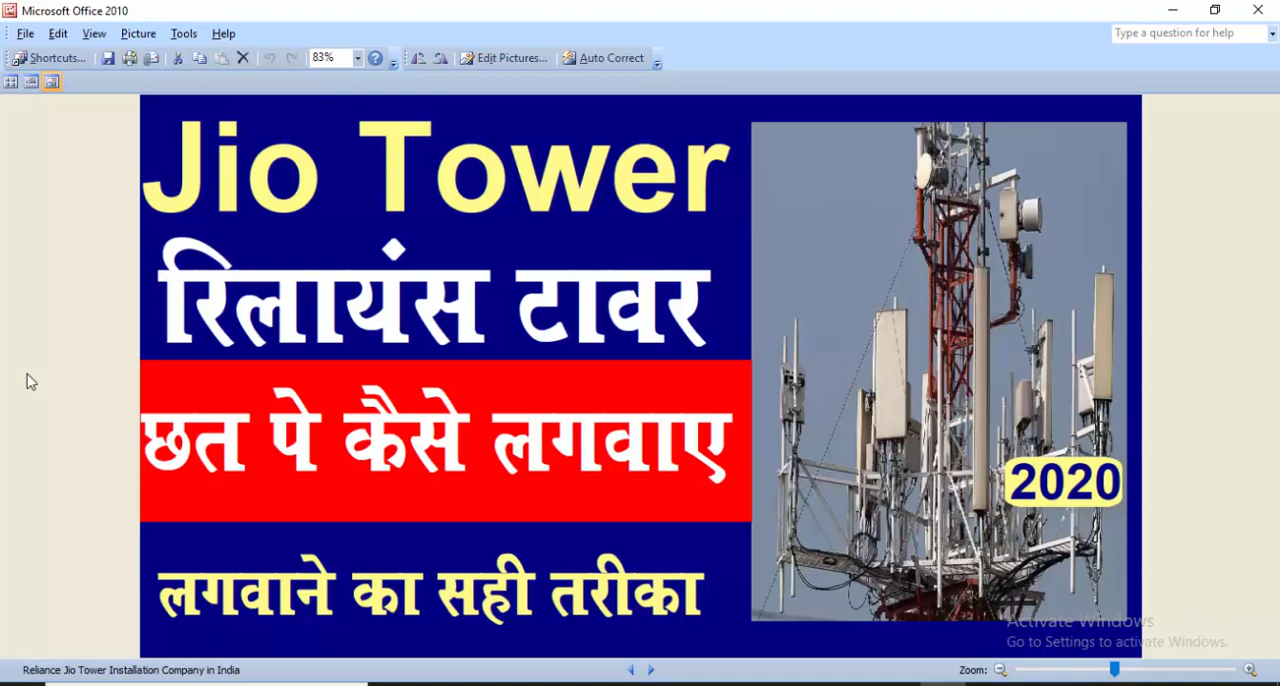 Microsoft Office 2010
File Edit View Picture Tools Help
Type a question for help
Shortcuts... 83% Edit Pictures... Auto Correct
Jio Tower
रिलायंस टावर
छत पे कैसे लगवाए
2020
लगवाने का सही तरीका
Activate Windows
Go to Settings to activate Windows.
Reliance Jio Tower Installation Company in India
Zoom: